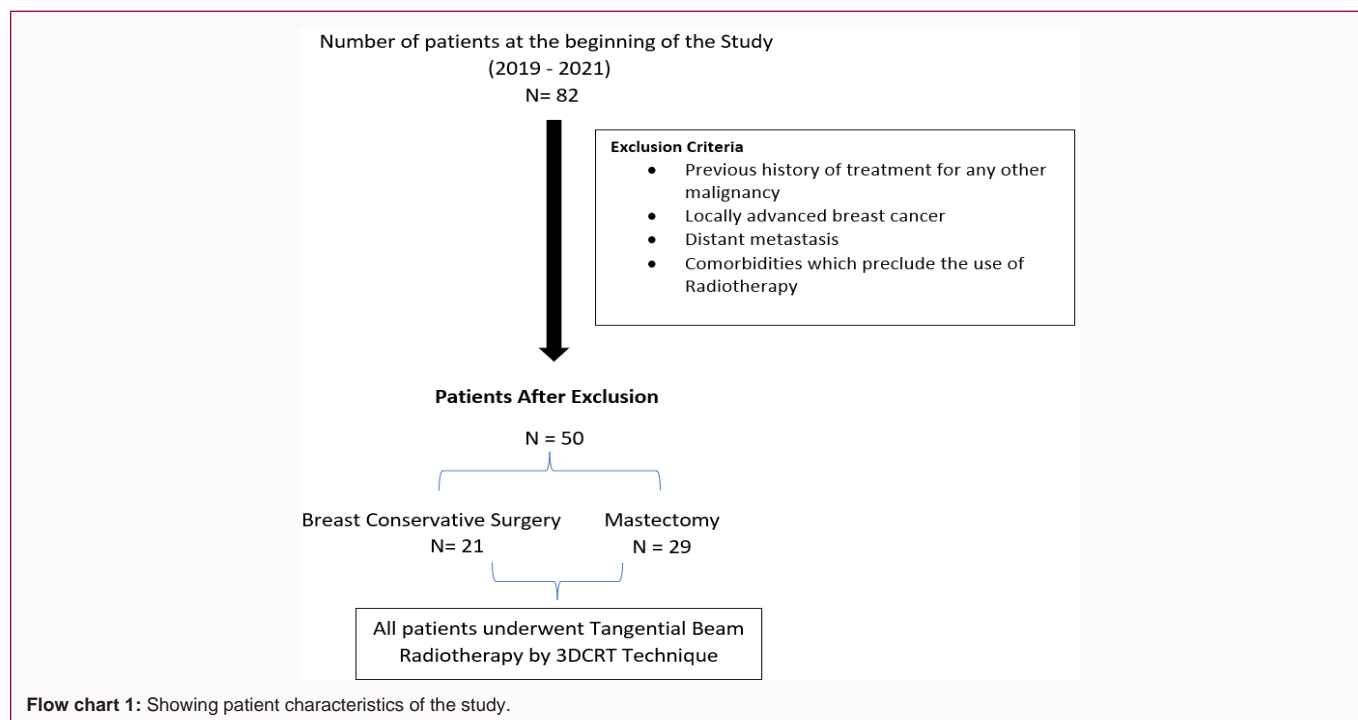 Number of patients at the beginning of the Study
(2019 - 2021)
N= 82
Exclusion Criteria
• Previous history of treatment for any other
malignancy
• Locally advanced breast cancer
• Distant metastasis
• Comorbidities which preclude the use of
Radiotherapy
Patients After Exclusion
N = 50
Breast Conservative Surgery
N= 21
Mastectomy
N = 29
All patients underwent Tangential Beam
Radiotherapy by 3DCRT Technique
Flow chart 1: Showing patient characteristics of the study.